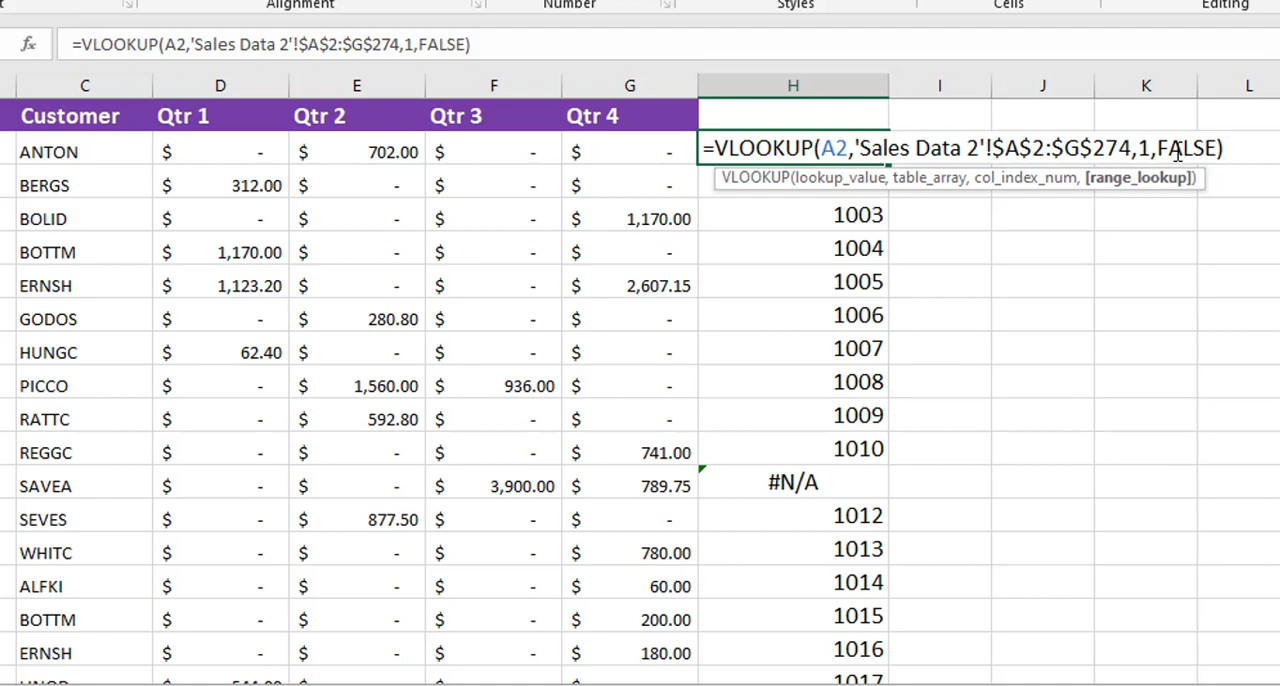 Alignment Number Styles Cells Editing
fx =VLOOKUP(A2,'Sales Data 2'!$A$2:$G$274,1,FALSE)
C D E F G H I J K L
Customer Qtr 1 Qtr 2 Qtr 3 Qtr 4
ANTON $ - $ 702.00 $ - $ - =VLOOKUP(A2,'Sales Data 2'!$A$2:$G$274,1,FALSE)
VLOOKUP(lookup_value, table_array, col_index_num, [range_lookup])
BERGS $ 312.00 $ - $ - $ -
BOLID $ - $ - $ - $ 1,170.00 1003
BOTTM $ 1,170.00 $ - $ - $ - 1004
ERNSH $ 1,123.20 $ - $ - $ 2,607.15 1005
GODOS $ - $ 280.80 $ - $ - 1006
HUNGC $ 62.40 $ - $ - $ - 1007
PICCO $ - $ 1,560.00 $ 936.00 $ - 1008
RATTC $ - $ 592.80 $ - $ - 1009
REGGC $ - $ - $ - $ 741.00 1010
SAVEA $ - $ - $ 3,900.00 $ 789.75 #N/A
SEVES $ - $ 877.50 $ - $ - 1012
WHITC $ - $ - $ - $ 780.00 1013
ALFKI $ - $ - $ - $ 60.00 1014
BOTTM $ - $ - $ - $ 200.00 1015
ERNSH $ - $ - $ - $ 180.00 1016
1017